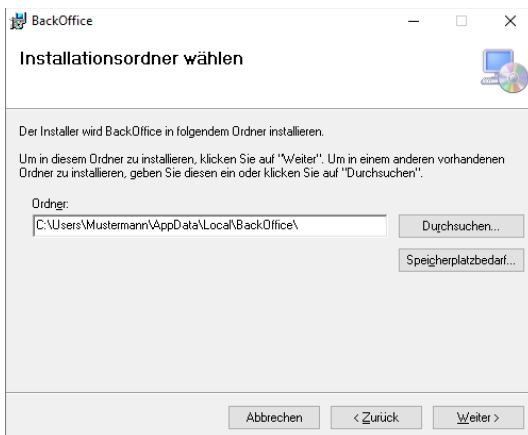 BackOffice
Installationsordner wählen
Der Installer wird BackOffice in folgendem Ordner installieren.
Um in diesem Ordner zu installieren, klicken Sie auf "Weiter". Um in einem anderen vorhandenen
Ordner zu installieren, geben Sie diesen ein oder klicken Sie auf "Durchsuchen".
Ordner:
C:\Users\Mustermann\AppData\Local\BackOffice\
Durchsuchen...
Speicherplatzbedarf...
Abbrechen
< Zurück
Weiter >